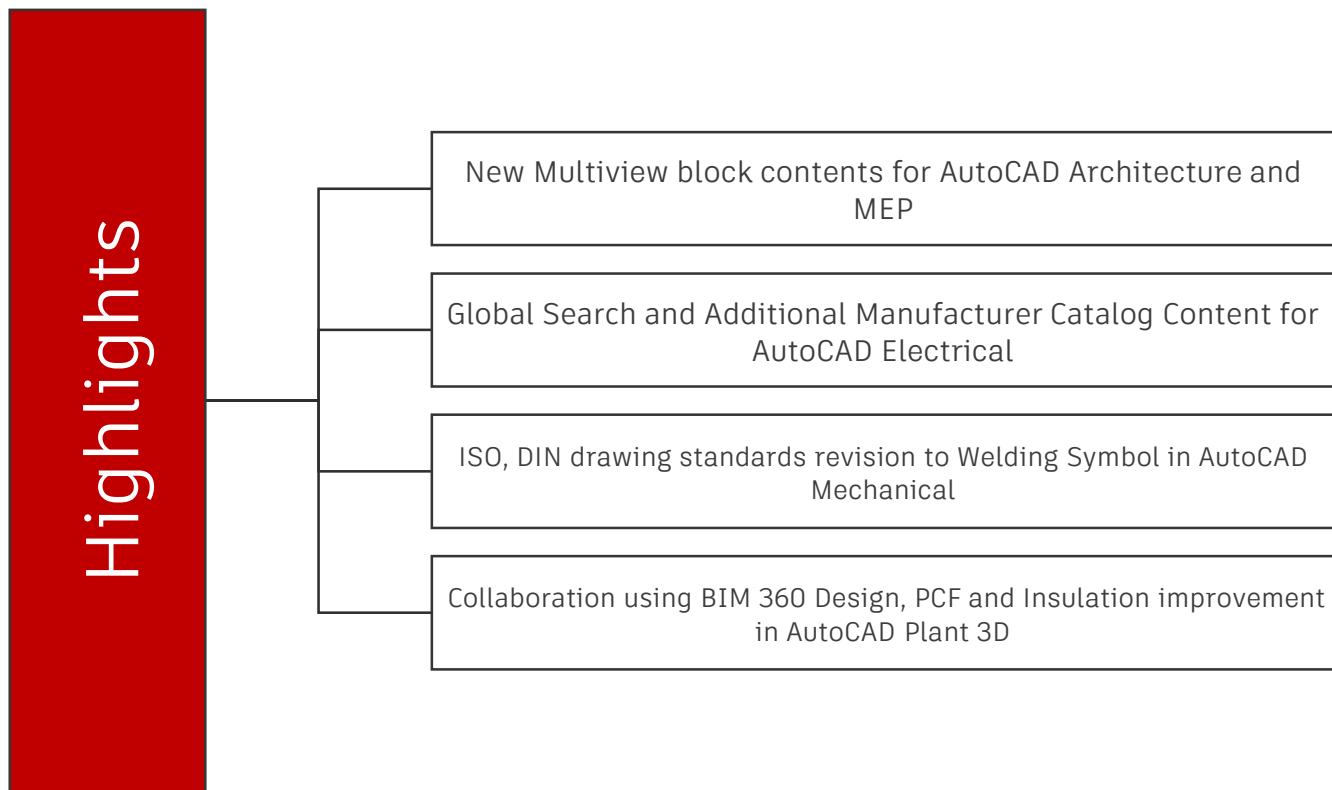 Highlights
New Multiview block contents for AutoCAD Architecture and
MEP
Global Search and Additional Manufacturer Catalog Content for
AutoCAD Electrical
ISO, DIN drawing standards revision to Welding Symbol in AutoCAD
Mechanical
Collaboration using BIM 360 Design, PCF and Insulation improvement
in AutoCAD Plant 3D